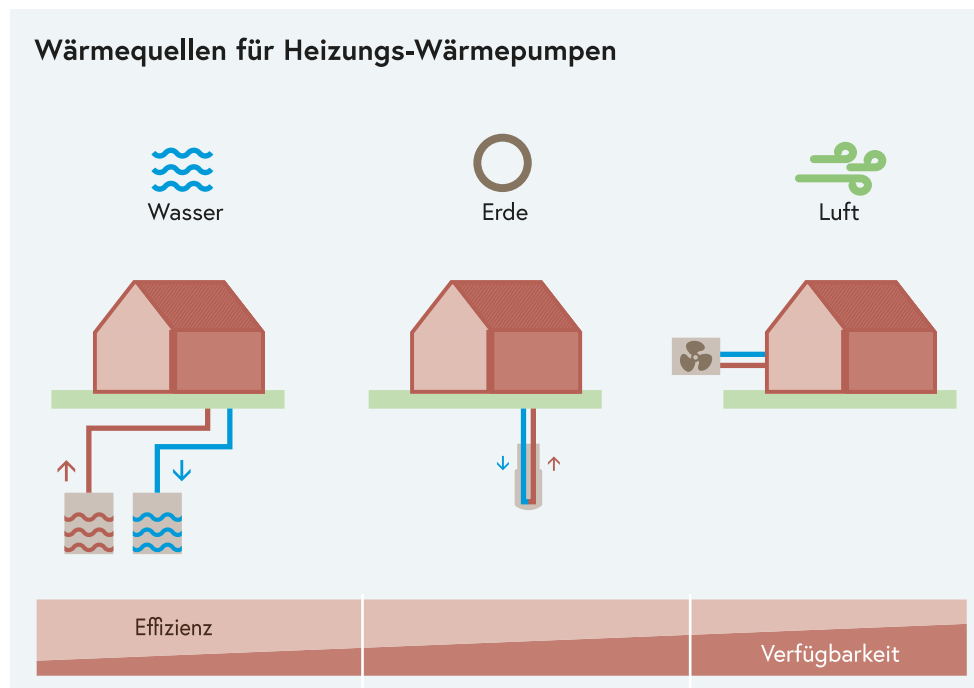 Wärmequellen für Heizungs-Wärmepumpen
Wasser
Erde
Luft
Effizienz
Verfügbarkeit